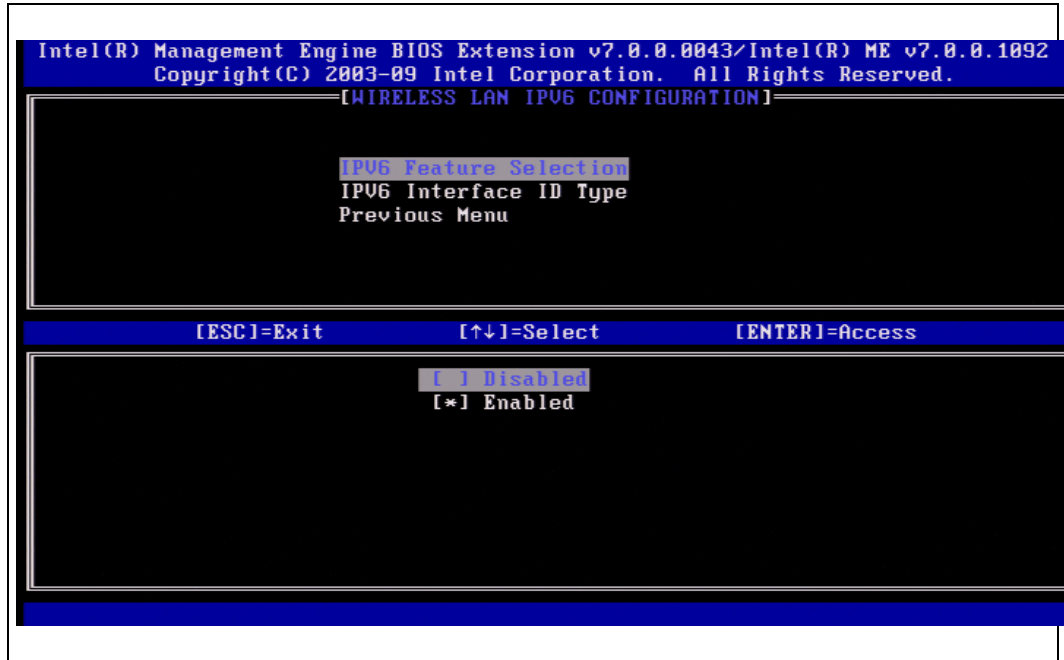 Intel(R) Management Engine BIOS Extension v7.0.0.0043/Intel(R) ME v7.0.0.1092
Copyright(C) 2003-09 Intel Corporation. All Rights Reserved.
[WIRELESS LAN IPV6 CONFIGURATION]
IPV6 Feature Selection
IPV6 Interface ID Type
Previous Menu
[ESC]=Exit [↑↓]=Select [ENTER]=Access
[ ] Disabled
[*] Enabled